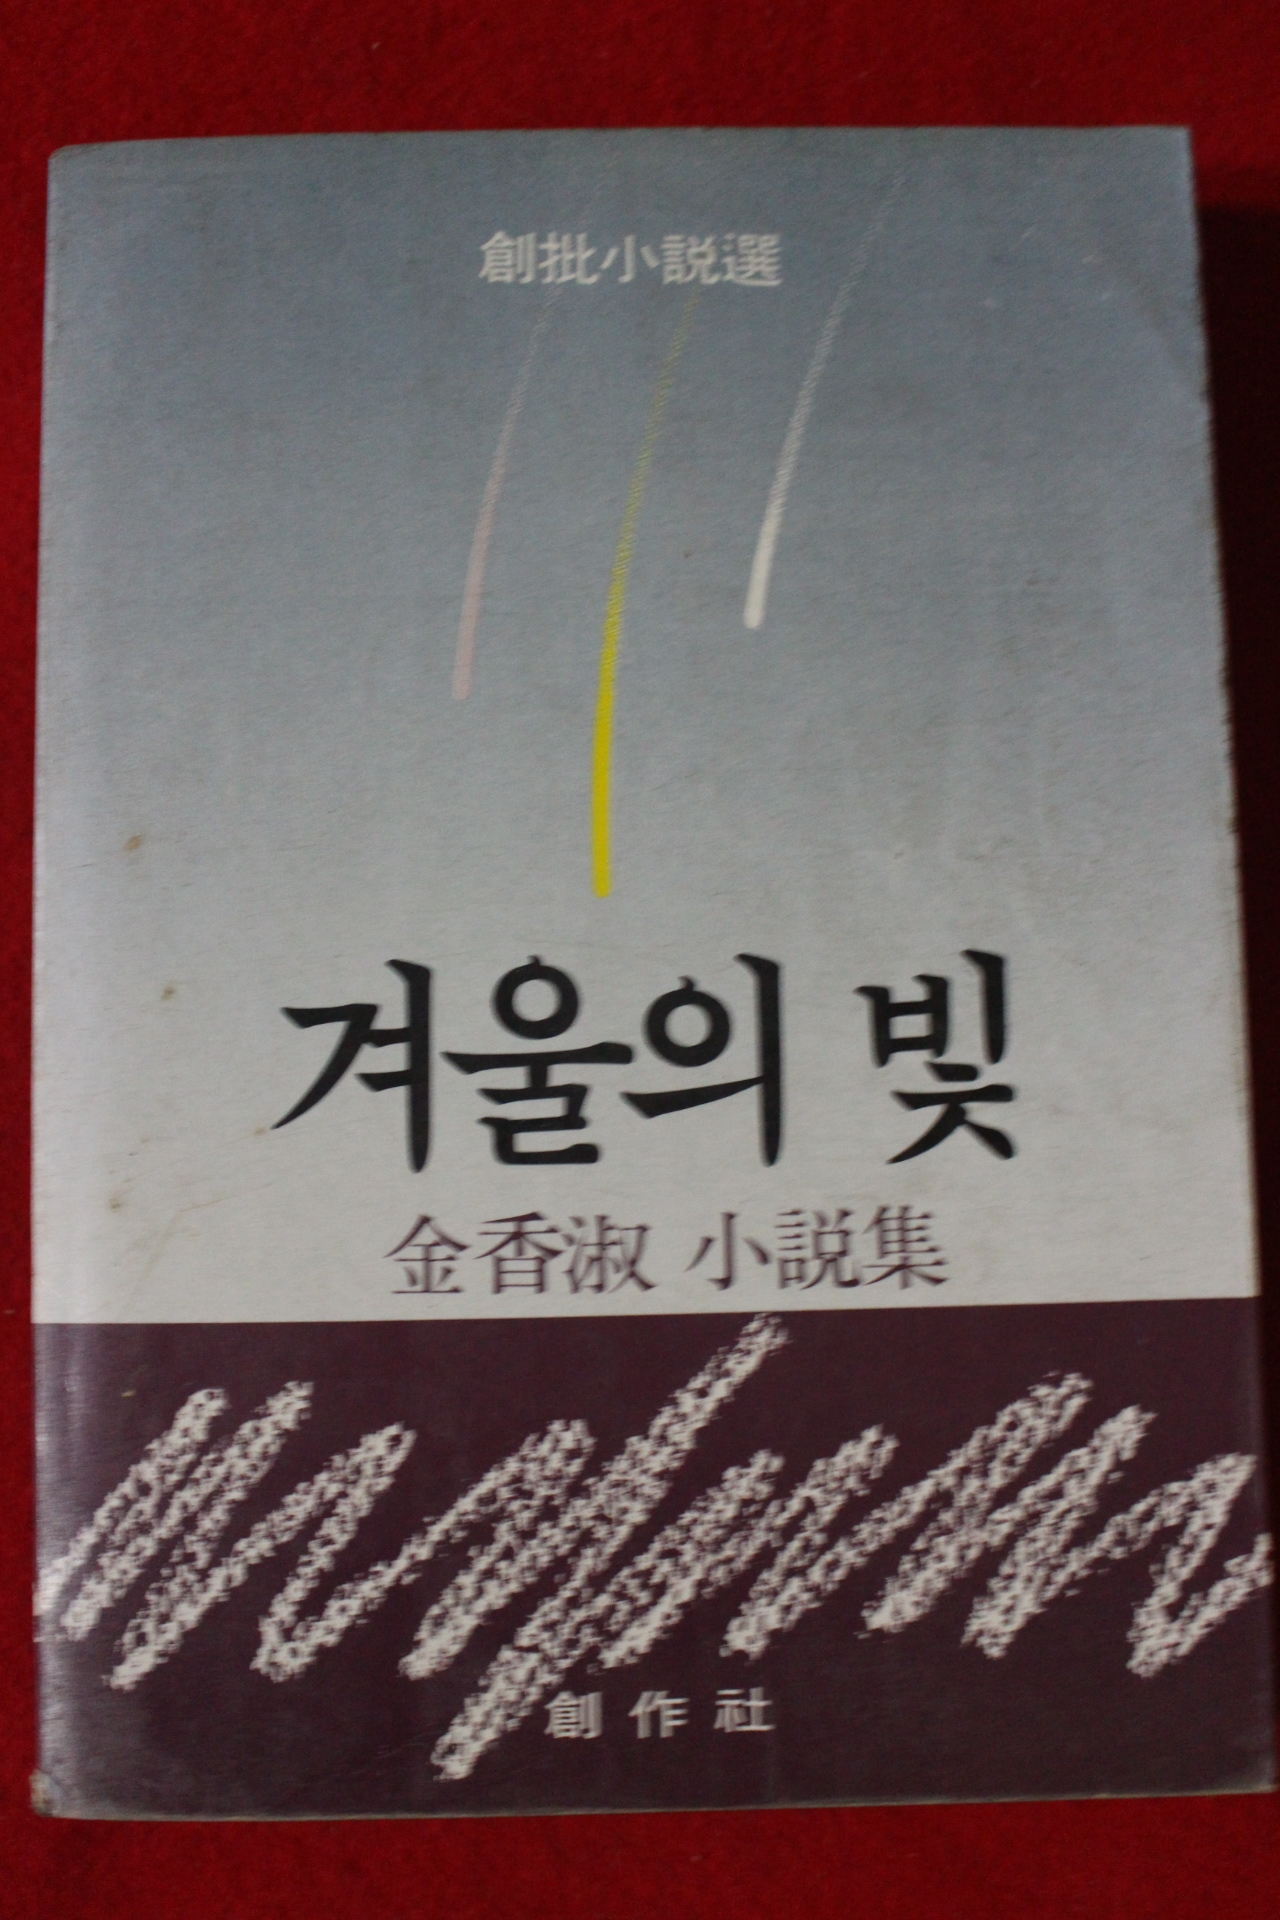 創批小説選
겨울의 빛
金香淑 小説集
創作社